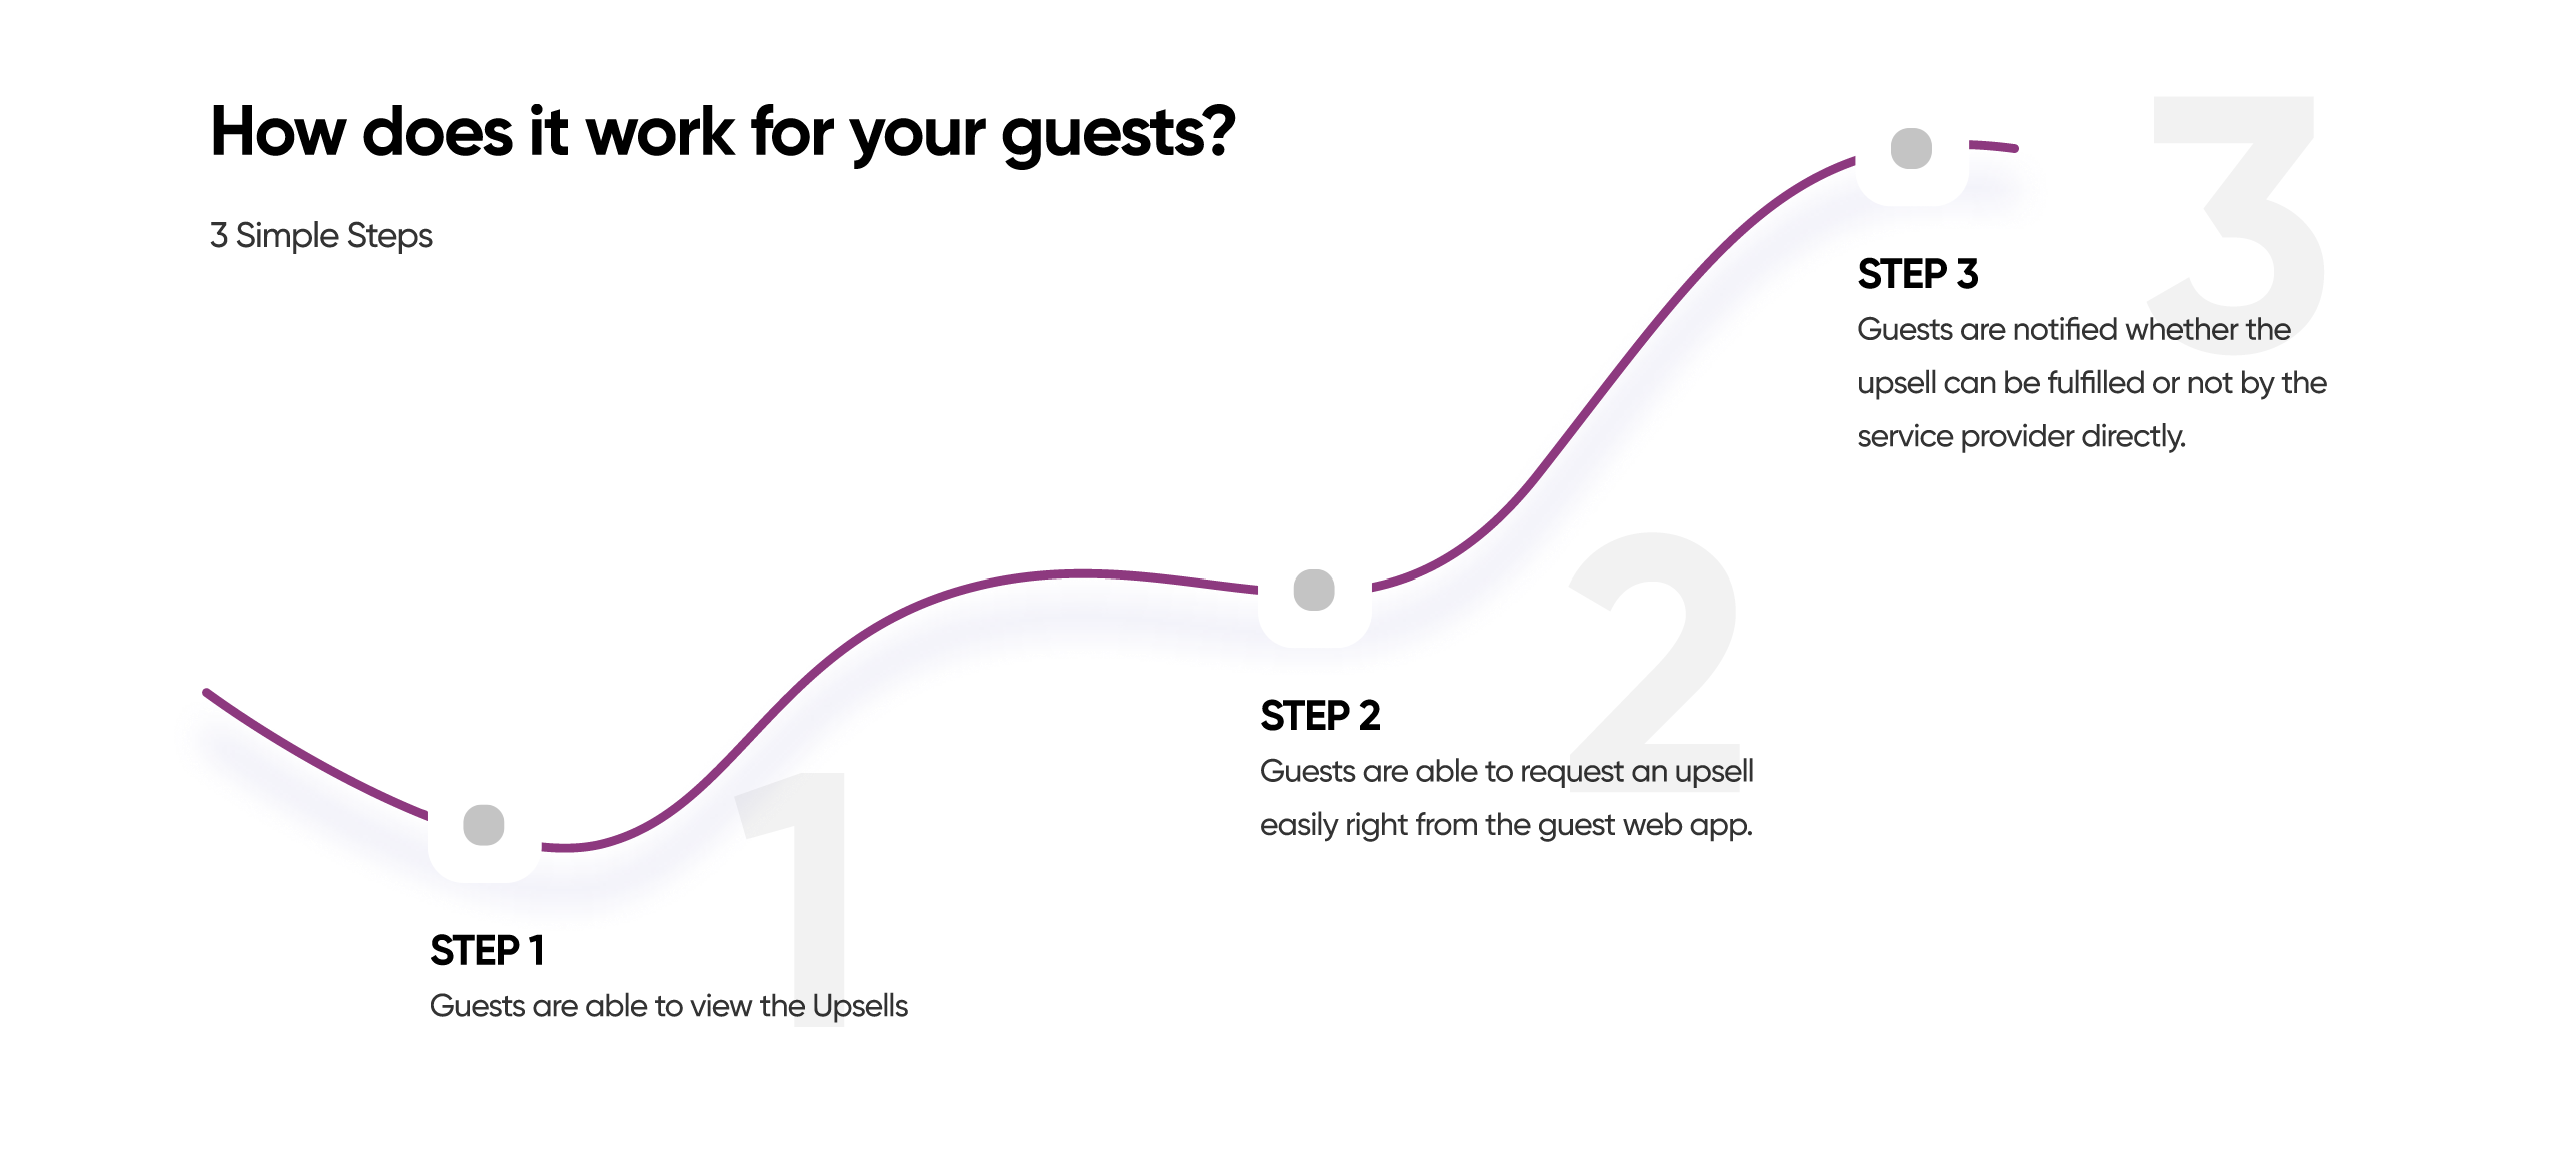 How does it work for your guests?
3 Simple Steps
1
STEP 1
Guests are able to view the Upsells
2
STEP 2
Guests are able to request an upsell
easily right from the guest web app.
3
STEP 3
Guests are notified whether the
upsell can be fulfilled or not by the
service provider directly.